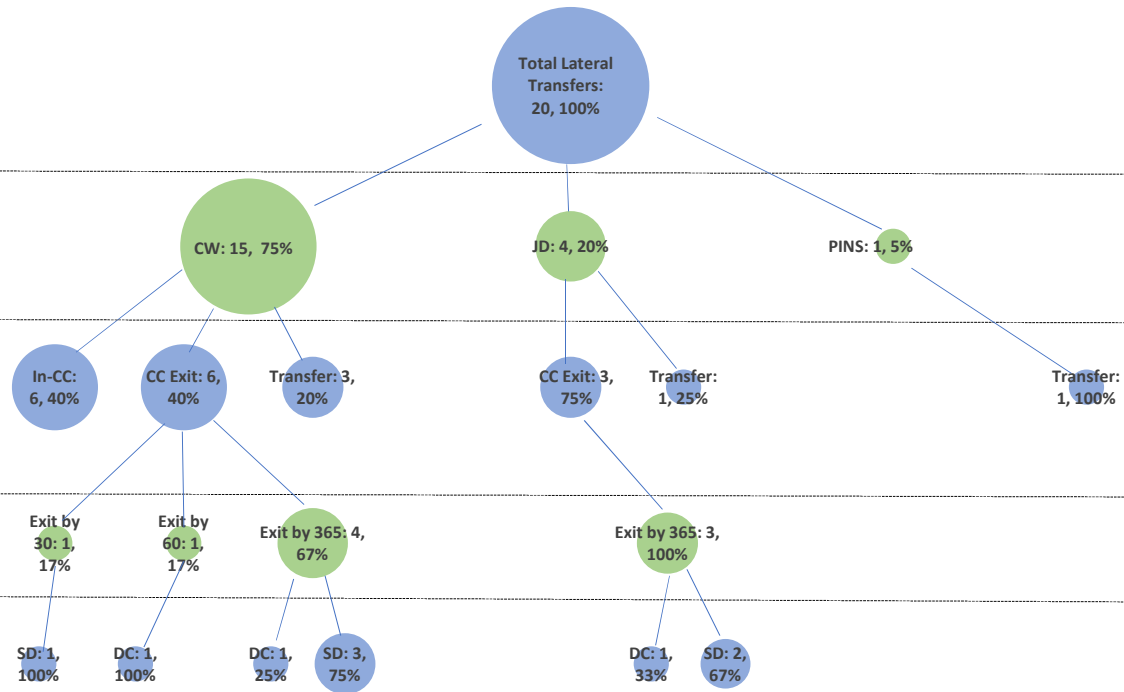 Total Lateral
Transfers:
20, 100%
CW: 15,  75%
JD: 4, 20%
PINS: 1, 5%
In-CC:
6, 40%
CC Exit: 6,
40%
Transfer: 3,
20%
CC Exit: 3,
75%
Transfer:
1, 25%
Transfer:
1, 100%
Exit by
30: 1,
17%
Exit by
60: 1,
17%
Exit by 365: 4,
67%
Exit by 365: 3,
100%
SD: 1,
100%
DC: 1,
100%
DC: 1,
25%
SD: 3,
75%
DC: 1,
33%
SD: 2,
67%